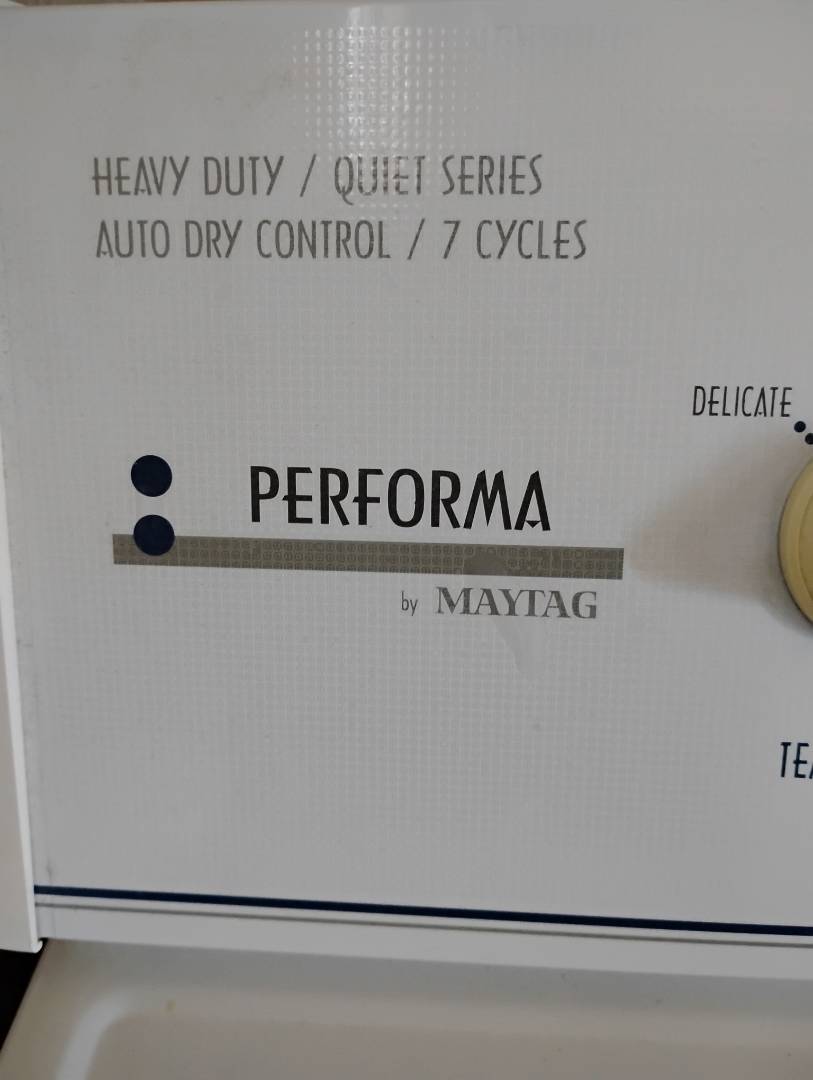 HEAVY DUTY / QUIET SERIES
AUTO DRY CONTROL / 7 CYCLES
DELICATE
PERFORMA
by MAYTAG